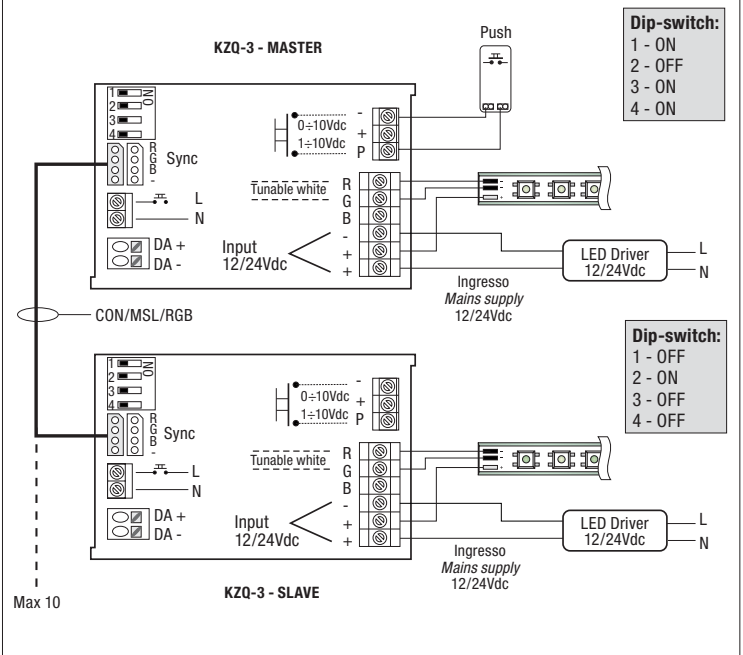 KZQ-3 - MASTER
Push
Dip-switch:
1 - ON
2 - OFF
3 - ON
4 - ON
1
2
3
4
NO
R
G
B
-
Sync
L
N
DA +
DA -
0÷10Vdc
1÷10Vdc
-
+
P
Tunable white
R
G
B
-
+
+
Input
12/24Vdc
LED Driver
12/24Vdc
L
N
Ingresso
Mains supply
12/24Vdc
CON/MSL/RGB
Dip-switch:
1 - OFF
2 - ON
3 - OFF
4 - OFF
1
2
3
4
NO
R
G
B
-
Sync
L
N
DA +
DA -
0÷10Vdc
1÷10Vdc
-
+
P
Tunable white
R
G
B
-
+
+
Input
12/24Vdc
LED Driver
12/24Vdc
L
N
Ingresso
Mains supply
12/24Vdc
KZQ-3 - SLAVE
Max 10